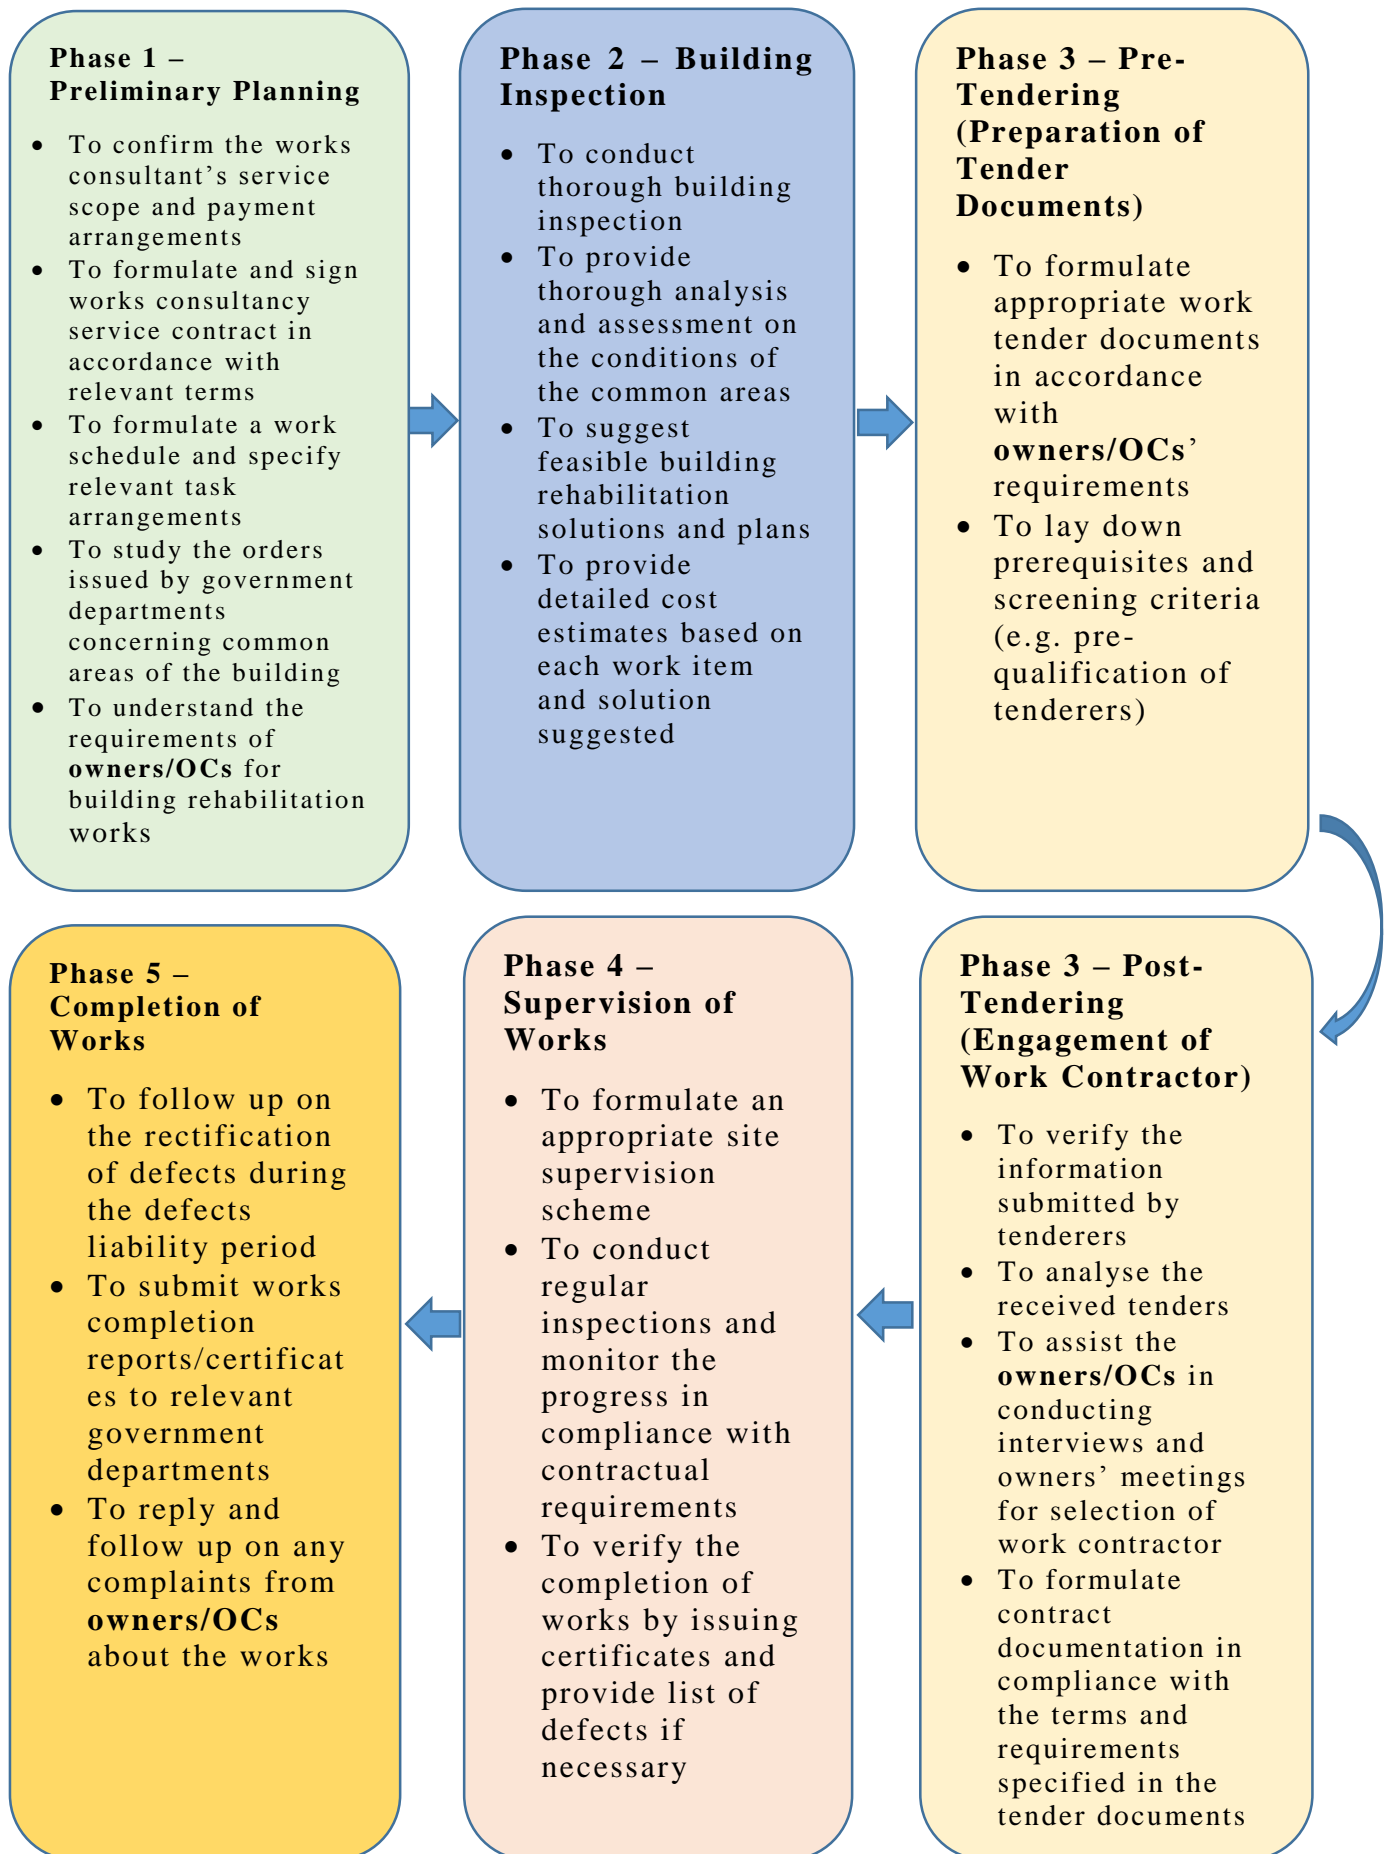 Phase 1 –
Preliminary Planning
• To confirm the works
consultant’s service
scope and payment
arrangements
• To formulate and sign
works consultancy
service contract in
accordance with
relevant terms
• To formulate a work
schedule and specify
relevant task
arrangements
• To study the orders
issued by government
departments
concerning common
areas of the building
• To understand the
requirements of
owners/OCs for
building rehabilitation
works
Phase 2 – Building
Inspection
• To conduct
thorough building
inspection
• To provide
thorough analysis
and assessment on
the conditions of
the common areas
• To suggest
feasible building
rehabilitation
solutions and plans
• To provide
detailed cost
estimates based on
each work item
and solution
suggested
Phase 3 – Pre-
Tendering
(Preparation of
Tender
Documents)
• To formulate
appropriate work
tender documents
in accordance
with
owners/OCs’
requirements
• To lay down
prerequisites and
screening criteria
(e.g. pre-
qualification of
tenderers)
Phase 3 – Post-
Tendering
(Engagement of
Work Contractor)
• To verify the
information
submitted by
tenderers
• To analyse the
received tenders
• To assist the
owners/OCs in
conducting
interviews and
owners’ meetings
for selection of
work contractor
• To formulate
contract
documentation in
compliance with
the terms and
requirements
specified in the
tender documents
Phase 4 –
Supervision of
Works
• To formulate an
appropriate site
supervision
scheme
• To conduct
regular
inspections and
monitor the
progress in
compliance with
contractual
requirements
• To verify the
completion of
works by issuing
certificates and
provide list of
defects if
necessary
Phase 5 –
Completion of
Works
• To follow up on
the rectification
of defects during
the defects
liability period
• To submit works
completion
reports/certificat
es to relevant
government
departments
• To reply and
follow up on any
complaints from
owners/OCs
about the works